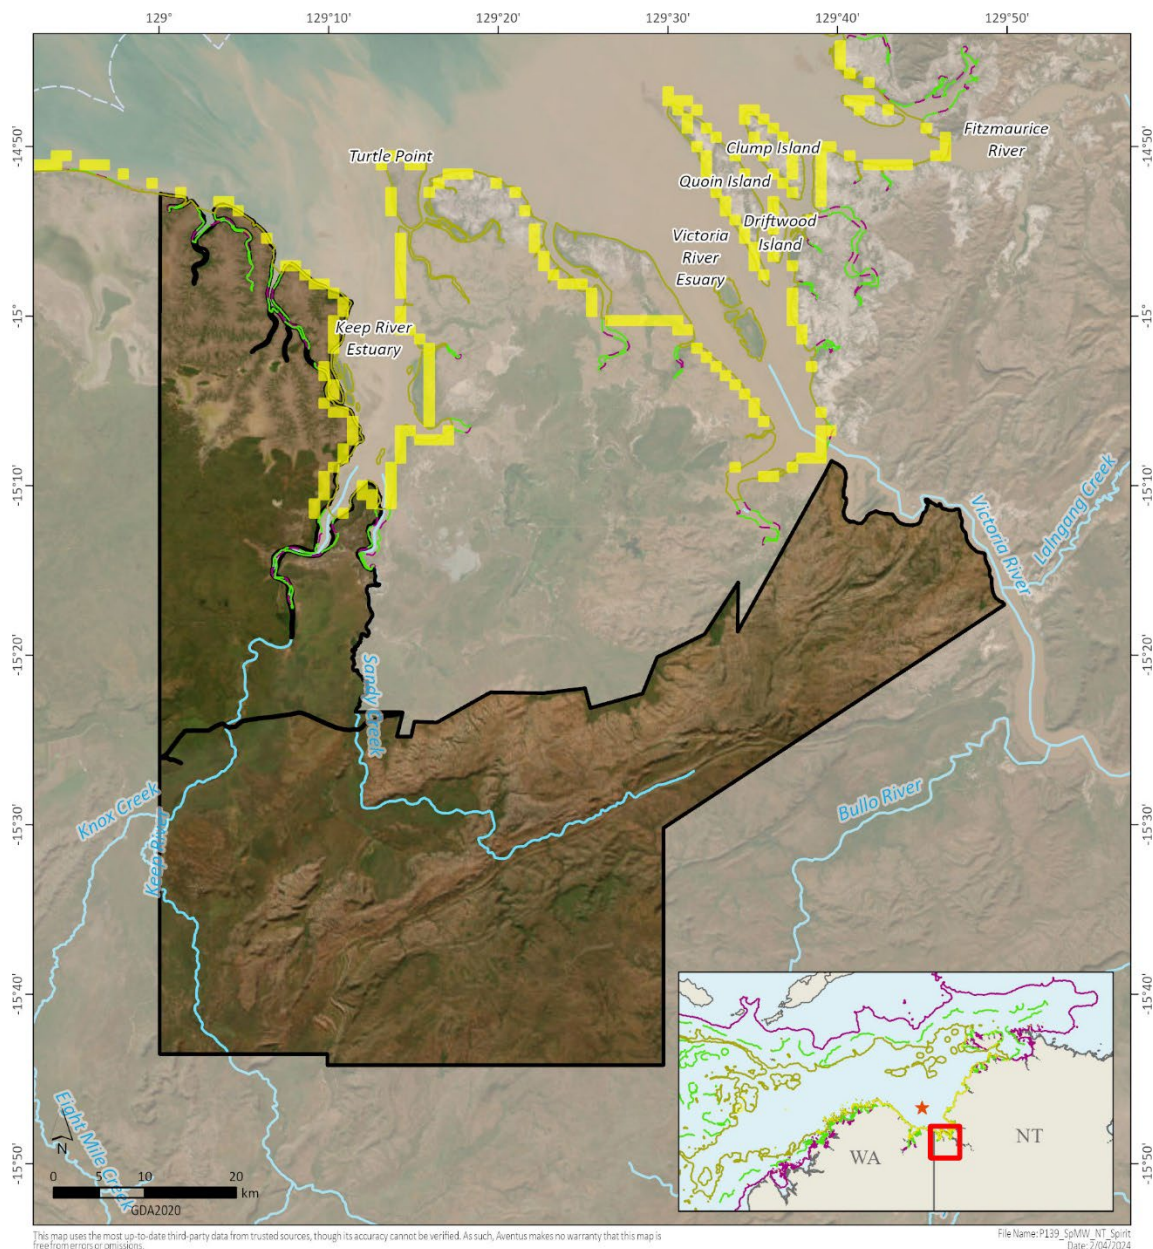 129°
129°10'
129°20'
129°30'
129°40'
129°50'
-14°50'
-14°50'
Turtle Point
Fitzmaurice
River
Clump Island
Quoin Island
Driftwood
Island
Victoria
River
Esuary
-15°
-15°
Keep River
Estuary
-15°10'
-15°10'
Victoria River
Lalngang Creek
-15°20'
-15°20'
Sandy Creek
Bullo River
Knox Creek
Keep River
-15°30'
-15°30'
-15°40'
-15°40'
WA
NT
Eight Mile Creek
-15°50'
-15°50'
N
0 5 10 20
km
GDA2020
This map uses the most up-to-date third-party data from trusted sources, though its accuracy cannot be verified. As such, Aventus makes no warranty that this map is
free from errors or omissions.
File Name: P139_SpMW_NT_Spirit
Date: 2/04/2024